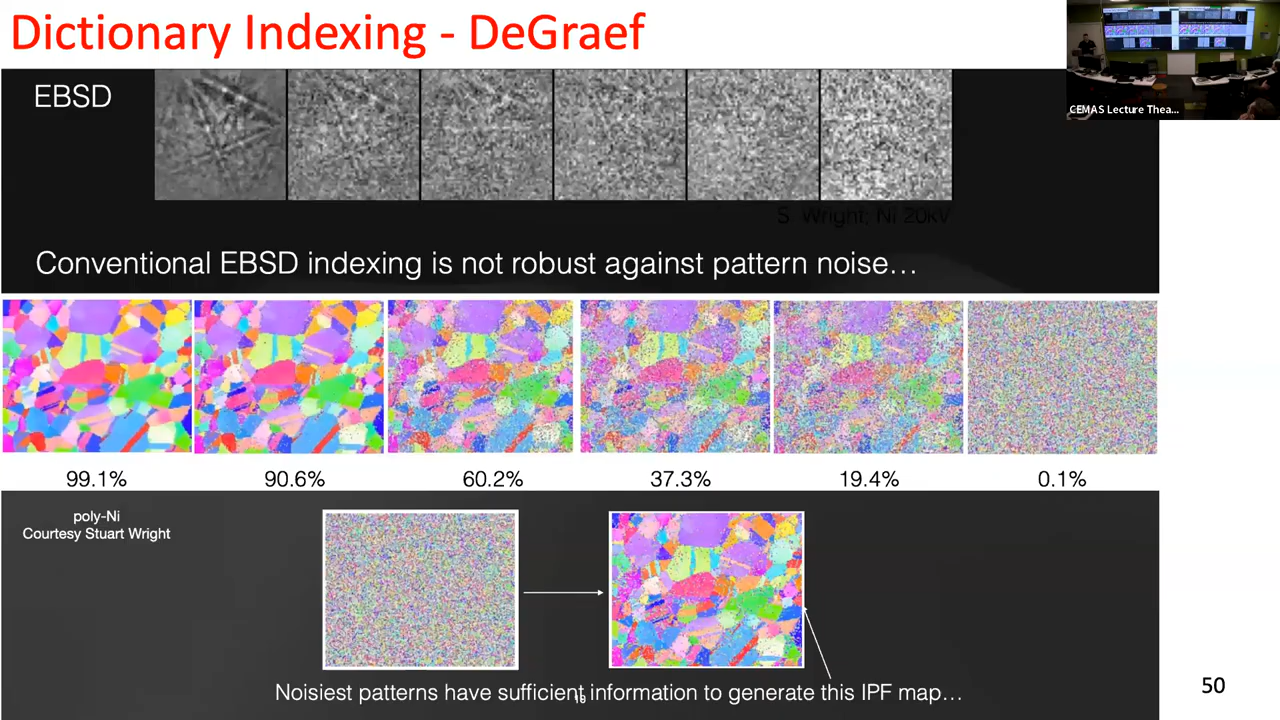 Dictionary Indexing - DeGraef
CEMAS Lecture Thea...
EBSD
S. Wright, Ni 20kV
Conventional EBSD indexing is not robust against pattern noise…
99.1%
90.6%
60.2%
37.3%
19.4%
0.1%
poly-Ni
Courtesy Stuart Wright
Noisiest patterns have sufficient information to generate this IPF map…
50